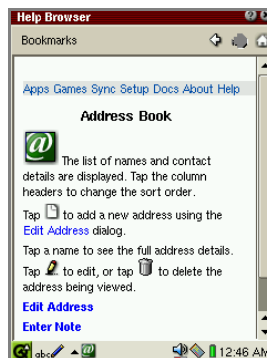 Help Browser
Bookmarks
Apps Games Sync Setup Docs About Help
Address Book
@ The list of names and contact
details are displayed. Tap the column
headers to change the sort order.
Tap to add a new address using the
Edit Address dialog.
Tap a name to see the full address details.
Tap to edit, or tap to delete the
address being viewed.
Edit Address
Enter Note
abc @ 12:46 AM